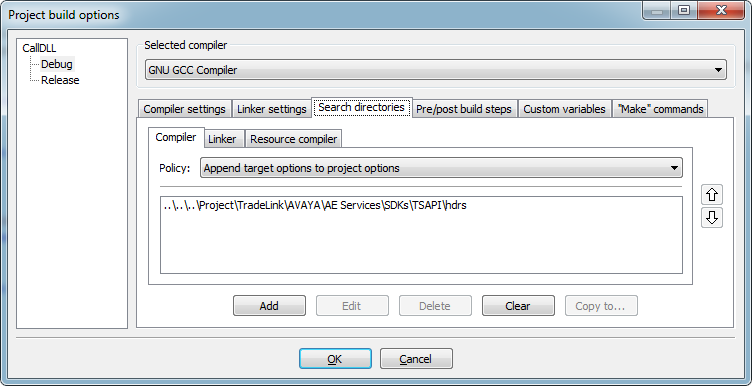 Project build options
CallDLL
Debug
Release
Selected compiler
GNU GCC Compiler
Compiler settings Linker settings Search directories Pre/post build steps Custom variables "Make" commands
Compiler Linker Resource compiler
Policy: Append target options to project options
..\..\..\Project\TradeLink\AVAYA\AE Services\SDKs\TSAPI\hdrs
Add Edit Delete Clear Copy to...
OK Cancel